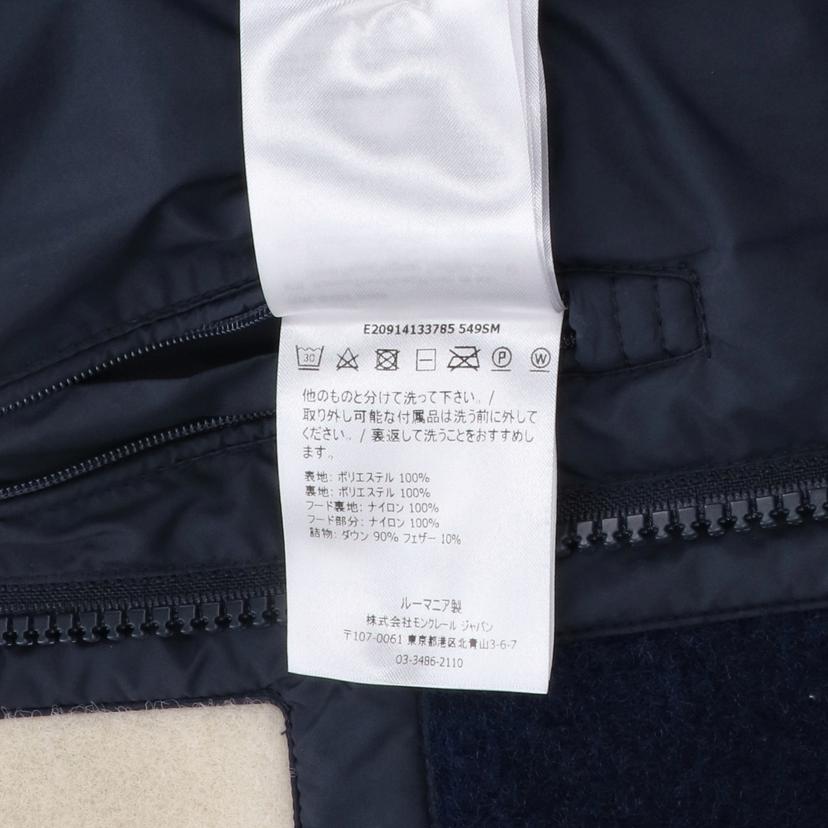 E20914133785 549SM
30 P W
他のものと分けて洗って下さい。/
取り外し可能な付属品は洗う前に外して
ください。/ 裏返して洗うことをおすすめし
ます。
表地: ポリエステル 100%
裏地: ポリエステル 100%
フード裏地: ナイロン 100%
フード部分: ナイロン 100%
詰物: ダウン 90% フェザー 10%
ルーマニア製
株式会社モンクレール ジャパン
〒107-0061 東京都港区北青山3-6-7
03-3486-2110